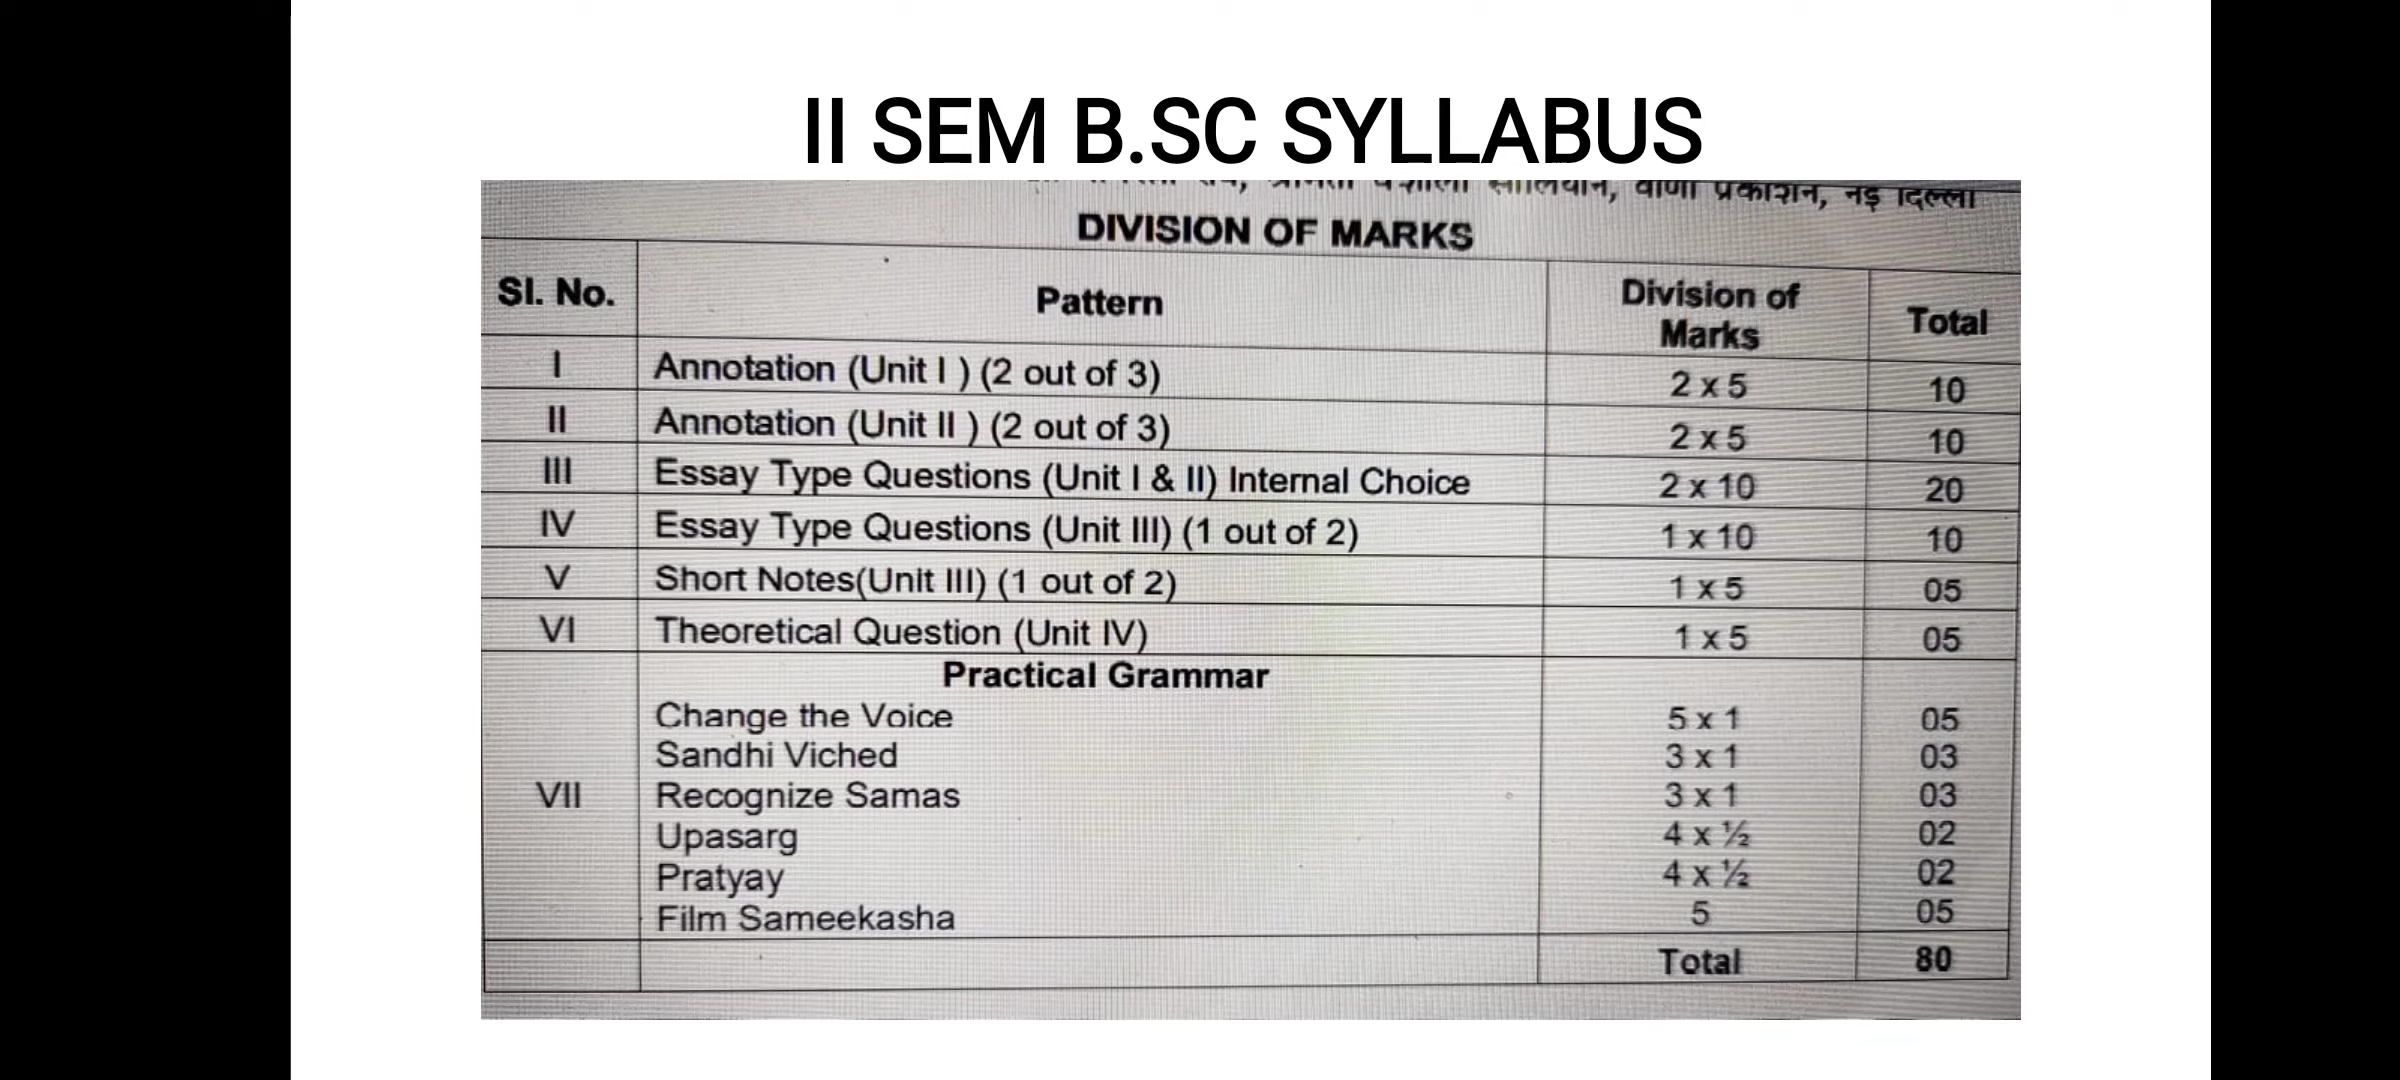 II SEM B.SC SYLLABUS
वाणी प्रकाशन, नई दिल्ली
DIVISION OF MARKS
Sl. No. Pattern Division of Marks Total
I Annotation (Unit I ) (2 out of 3) 2 x 5 10
II Annotation (Unit II ) (2 out of 3) 2 x 5 10
III Essay Type Questions (Unit I & II) Internal Choice 2 x 10 20
IV Essay Type Questions (Unit III) (1 out of 2) 1 x 10 10
V Short Notes(Unit III) (1 out of 2) 1 x 5 05
VI Theoretical Question (Unit IV) 1 x 5 05
Practical Grammar
Change the Voice 5 x 1 05
Sandhi Viched 3 x 1 03
VII Recognize Samas 3 x 1 03
Upasarg 4 x ½ 02
Pratyay 4 x ½ 02
Film Sameekasha 5 05
Total 80